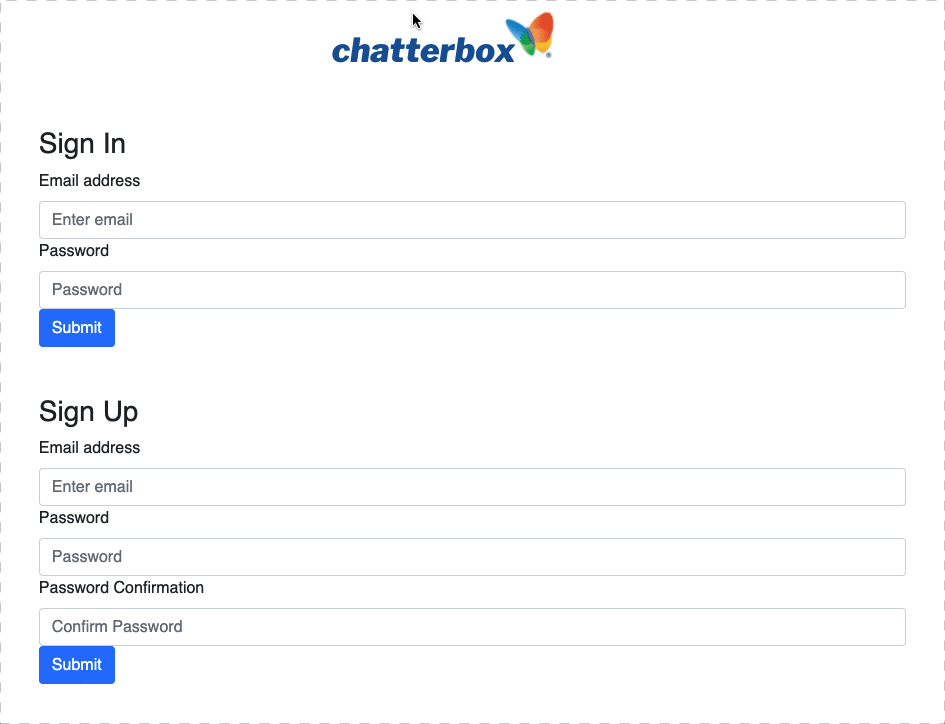 chatterbox
Sign In
Email address
Enter email
Password
Password
Submit
Sign Up
Email address
Enter email
Password
Password
Password Confirmation
Confirm Password
Submit